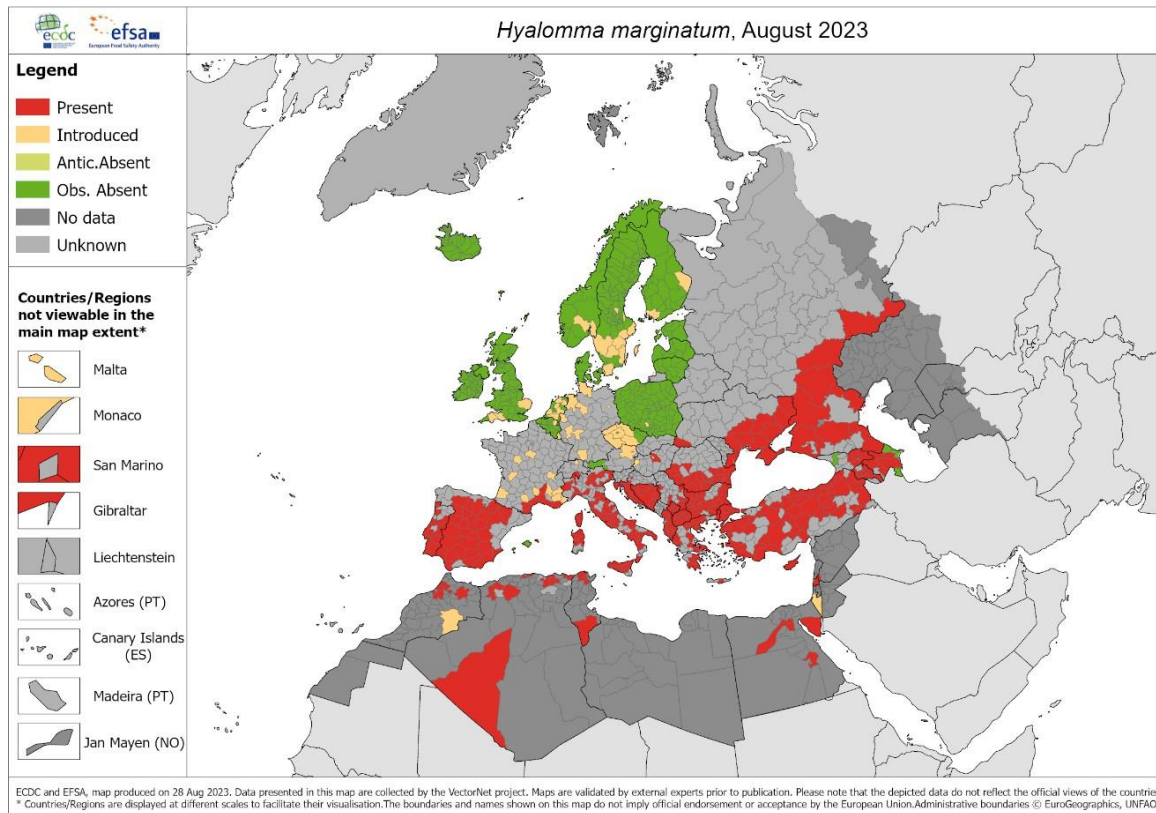 ecdc
efsa
European Food Safety Authority
Hyalomma marginatum, August 2023
Legend
Present
Introduced
Antic.Absent
Obs. Absent
No data
Unknown
Countries/Regions
not viewable in the
main map extent*
Malta
Monaco
San Marino
Gibraltar
Liechtenstein
Azores (PT)
Canary Islands
(ES)
Madeira (PT)
Jan Mayen (NO)
ECDC and EFSA, map produced on 28 Aug 2023. Data presented in this map are collected by the VectorNet project. Maps are validated by external experts prior to publication. Please note that the depicted data do not reflect the official views of the countrie
* Countries/Regions are displayed at different scales to facilitate their visualisation.The boundaries and names shown on this map do not imply official endorsement or acceptance by the European Union.Administrative boundaries © EuroGeographics, UNFAO